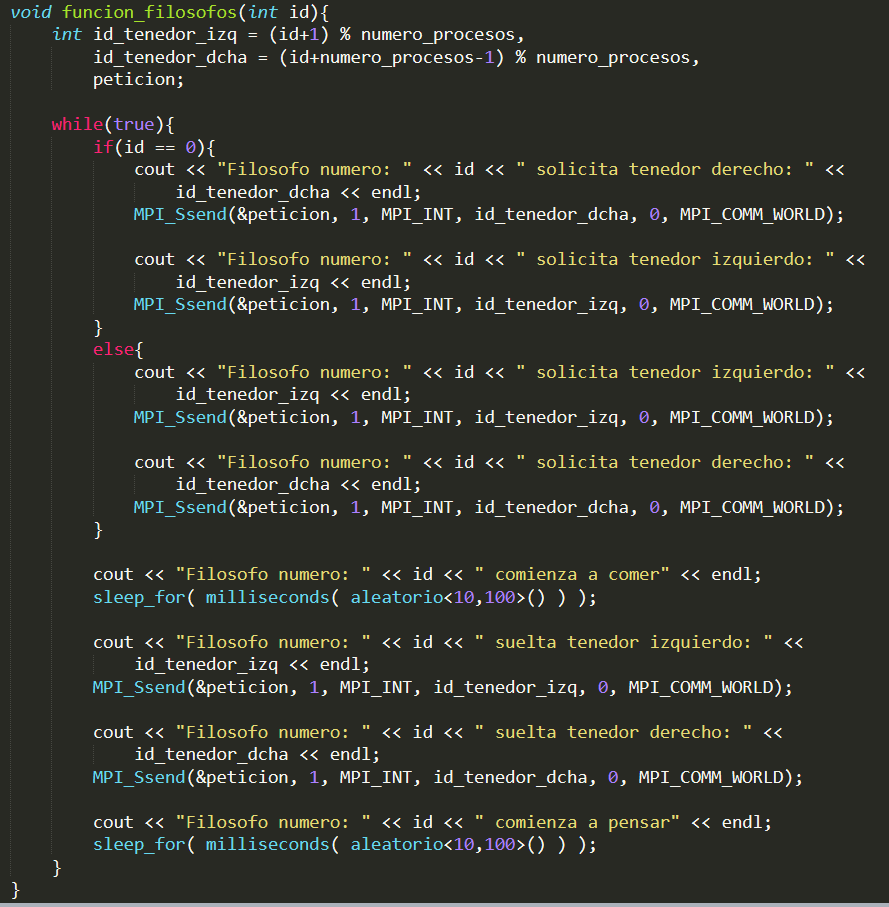 void funcion_filosofos(int id){
    int id_tenedor_izq = (id+1) % numero_procesos,
        id_tenedor_dcha = (id+numero_procesos-1) % numero_procesos,
        peticion;

    while(true){
        if(id == 0){
            cout << "Filosofo numero: " << id << " solicita tenedor derecho: " <<
                id_tenedor_dcha << endl;
            MPI_Ssend(&peticion, 1, MPI_INT, id_tenedor_dcha, 0, MPI_COMM_WORLD);

            cout << "Filosofo numero: " << id << " solicita tenedor izquierdo: " <<
                id_tenedor_izq << endl;
            MPI_Ssend(&peticion, 1, MPI_INT, id_tenedor_izq, 0, MPI_COMM_WORLD);
        }
        else{
            cout << "Filosofo numero: " << id << " solicita tenedor izquierdo: " <<
                id_tenedor_izq << endl;
            MPI_Ssend(&peticion, 1, MPI_INT, id_tenedor_izq, 0, MPI_COMM_WORLD);

            cout << "Filosofo numero: " << id << " solicita tenedor derecho: " <<
                id_tenedor_dcha << endl;
            MPI_Ssend(&peticion, 1, MPI_INT, id_tenedor_dcha, 0, MPI_COMM_WORLD);
        }

        cout << "Filosofo numero: " << id << " comienza a comer" << endl;
        sleep_for( milliseconds( aleatorio<10,100>() ) );

        cout << "Filosofo numero: " << id << " suelta tenedor izquierdo: " <<
            id_tenedor_izq << endl;
        MPI_Ssend(&peticion, 1, MPI_INT, id_tenedor_izq, 0, MPI_COMM_WORLD);

        cout << "Filosofo numero: " << id << " suelta tenedor derecho: " <<
            id_tenedor_dcha << endl;
        MPI_Ssend(&peticion, 1, MPI_INT, id_tenedor_dcha, 0, MPI_COMM_WORLD);

        cout << "Filosofo numero: " << id << " comienza a pensar" << endl;
        sleep_for( milliseconds( aleatorio<10,100>() ) );
    }
}